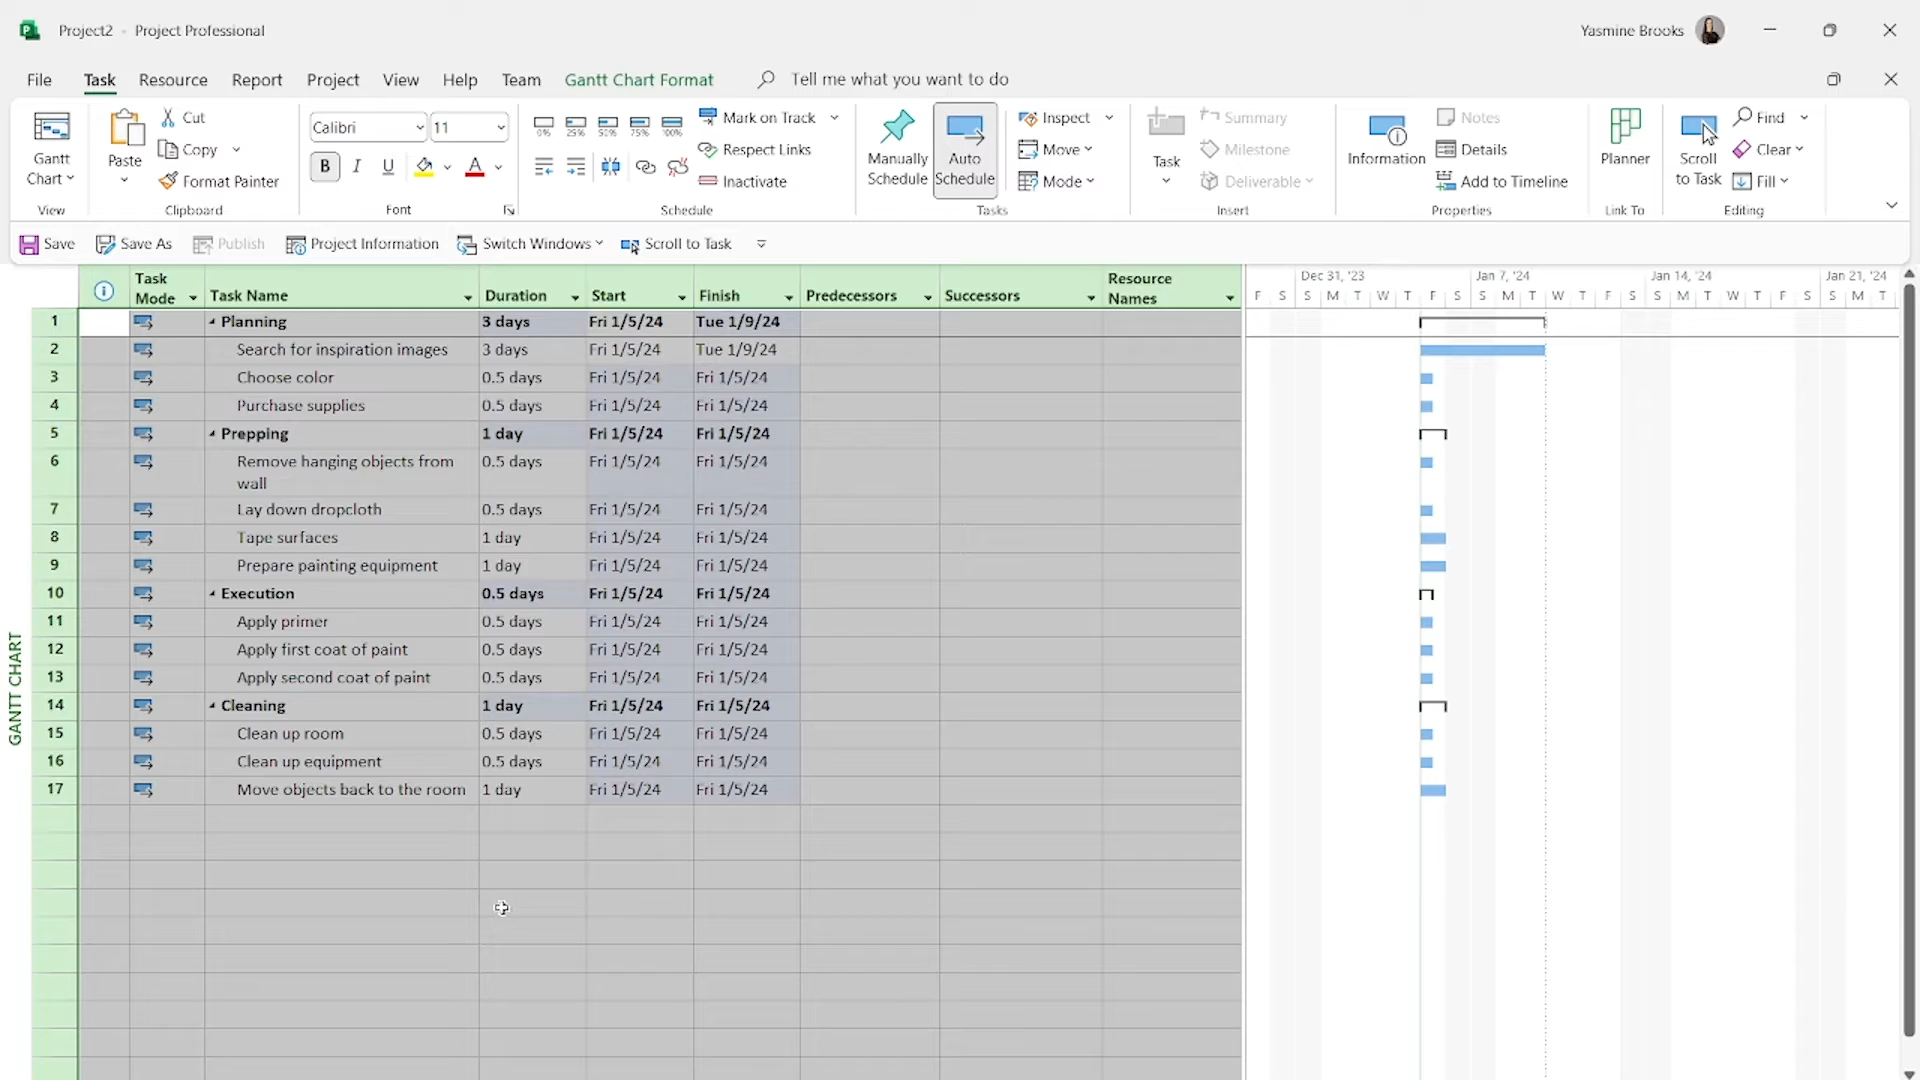 Project2 - Project Professional
Yasmine Brooks
File Task Resource Report Project View Help Team Gantt Chart Format Tell me what you want to do
Gantt Chart
View
Paste
Cut
Copy
Format Painter
Clipboard
Calibri 11
B I U A
Font
0% 25% 50% 75% 100%
Mark on Track
Respect Links
Inactivate
Schedule
Manually Schedule
Auto Schedule
Inspect
Move
Mode
Tasks
Task
Summary
Milestone
Deliverable
Insert
Information
Notes
Details
Add to Timeline
Properties
Planner
Link To
Scroll to Task
Find
Clear
Fill
Editing
Save Save As Publish Project Information Switch Windows Scroll to Task
Task Mode Task Name Duration Start Finish Predecessors Successors Resource Names
Dec 31, '23 Jan 7, '24 Jan 14, '24 Jan 21, '24
F S S M T W T F S S M T W T F S S M T W T F S S M T
1 Planning 3 days Fri 1/5/24 Tue 1/9/24
2 Search for inspiration images 3 days Fri 1/5/24 Tue 1/9/24
3 Choose color 0.5 days Fri 1/5/24 Fri 1/5/24
4 Purchase supplies 0.5 days Fri 1/5/24 Fri 1/5/24
5 Prepping 1 day Fri 1/5/24 Fri 1/5/24
6 Remove hanging objects from wall 0.5 days Fri 1/5/24 Fri 1/5/24
7 Lay down dropcloth 0.5 days Fri 1/5/24 Fri 1/5/24
8 Tape surfaces 1 day Fri 1/5/24 Fri 1/5/24
9 Prepare painting equipment 1 day Fri 1/5/24 Fri 1/5/24
10 Execution 0.5 days Fri 1/5/24 Fri 1/5/24
11 Apply primer 0.5 days Fri 1/5/24 Fri 1/5/24
12 Apply first coat of paint 0.5 days Fri 1/5/24 Fri 1/5/24
13 Apply second coat of paint 0.5 days Fri 1/5/24 Fri 1/5/24
14 Cleaning 1 day Fri 1/5/24 Fri 1/5/24
15 Clean up room 0.5 days Fri 1/5/24 Fri 1/5/24
16 Clean up equipment 0.5 days Fri 1/5/24 Fri 1/5/24
17 Move objects back to the room 1 day Fri 1/5/24 Fri 1/5/24
GANTT CHART